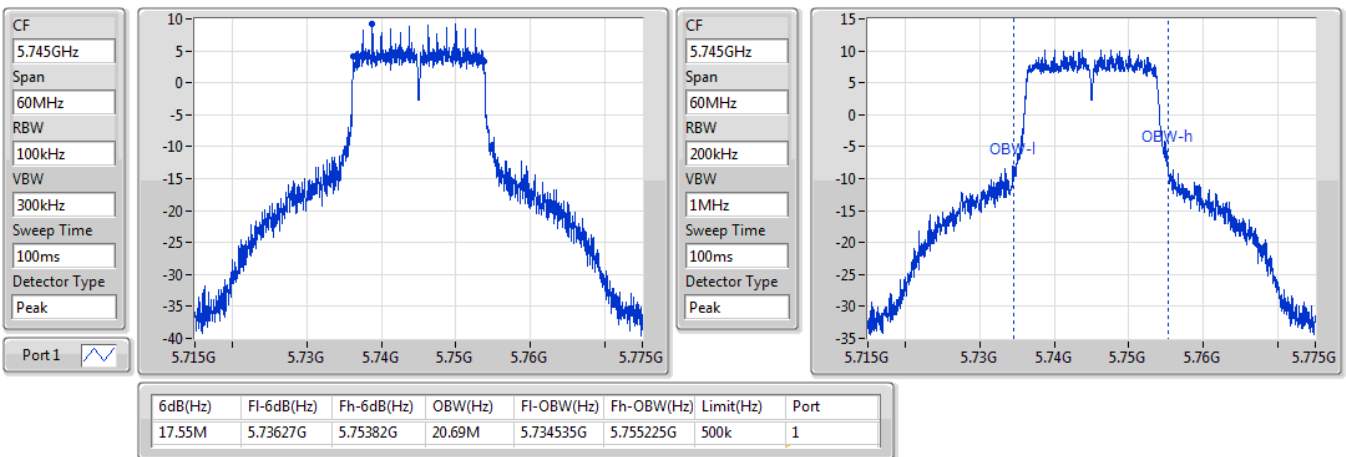 CF
5.745GHz
Span
60MHz
RBW
100kHz
VBW
300kHz
Sweep Time
100ms
Detector Type
Peak
Port 1
10
5
0
-5
-10
-15
-20
-25
-30
-35
-40
5.715G 5.73G 5.74G 5.75G 5.76G 5.775G
CF
5.745GHz
Span
60MHz
RBW
200kHz
VBW
1MHz
Sweep Time
100ms
Detector Type
Peak
15
10
5
0
-5
-10
-15
-20
-25
-30
-35
OBW-l
OBW-h
5.715G 5.73G 5.74G 5.75G 5.76G 5.775G
6dB(Hz) Fl-6dB(Hz) Fh-6dB(Hz) OBW(Hz) Fl-OBW(Hz) Fh-OBW(Hz) Limit(Hz) Port
17.55M 5.73627G 5.75382G 20.69M 5.734535G 5.755225G 500k 1